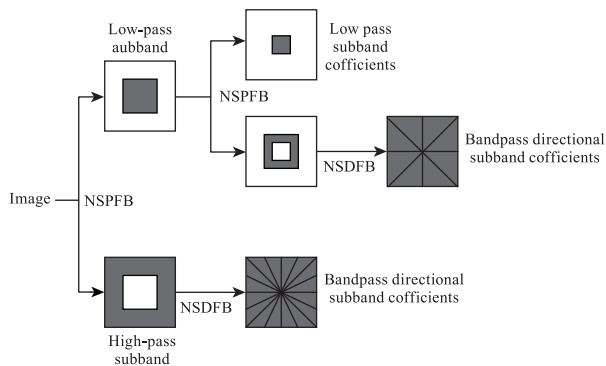 Low-pass
aubband
Low pass
subband
cofficients
NSPFB
Bandpass directional
subband cofficients
NSDFB
Image
NSPFB
Bandpass directional
subband cofficients
NSDFB
High-pass
subband